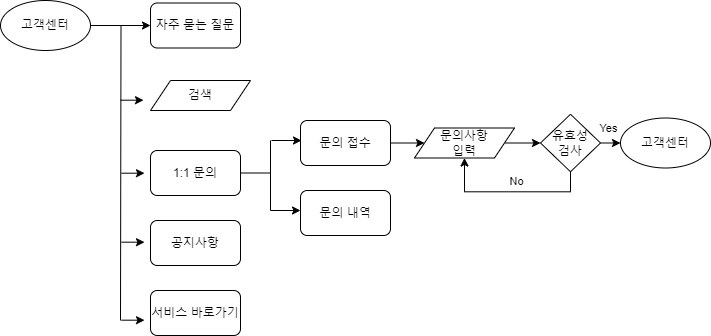 고객센터
자주 묻는 질문
검색
1:1 문의
공지사항
서비스 바로가기
문의 접수
문의 내역
문의사항
입력
유효성
검사
Yes
No
고객센터